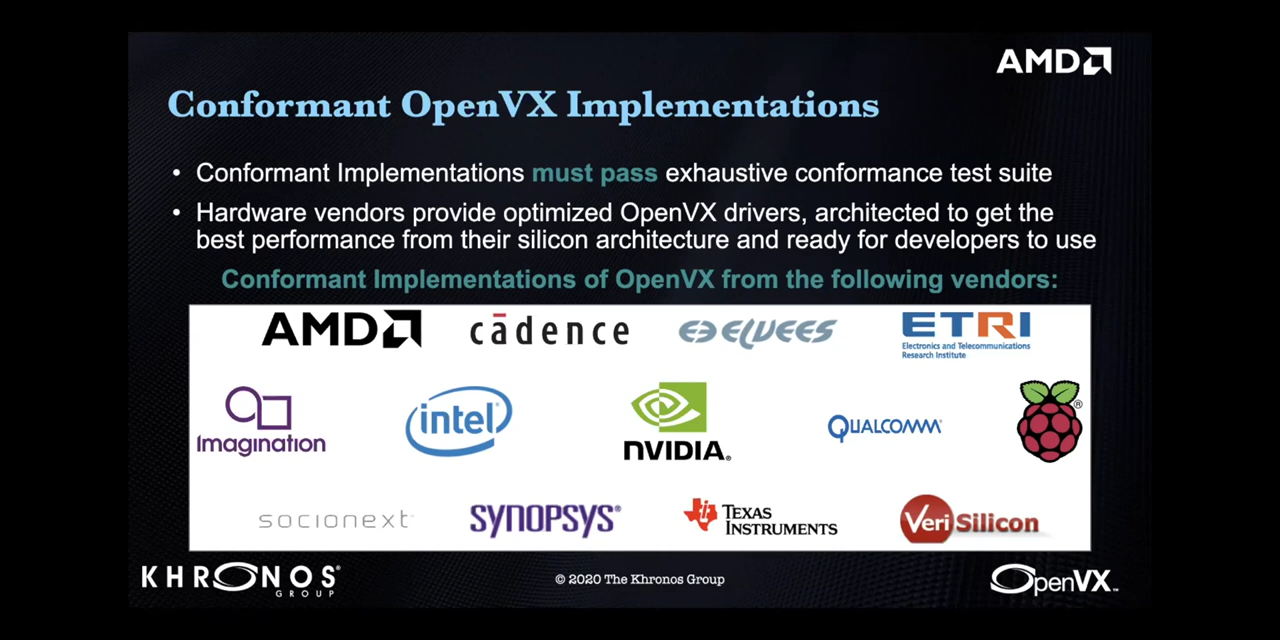 AMD
Conformant OpenVX Implementations
• Conformant Implementations must pass exhaustive conformance test suite
• Hardware vendors provide optimized OpenVX drivers, architected to get the
best performance from their silicon architecture and ready for developers to use
Conformant Implementations of OpenVX from the following vendors:
AMD cādence ELVEES ETRI
Electronics and Telecommunications
Research Institute
Imagination intel® NVIDIA® QUALCOMM® ®
socionext™ SYNOPSYS® TEXAS
INSTRUMENTS VeriSilicon
KHRONOS®
GROUP
© 2020 The Khronos Group
OpenVX™